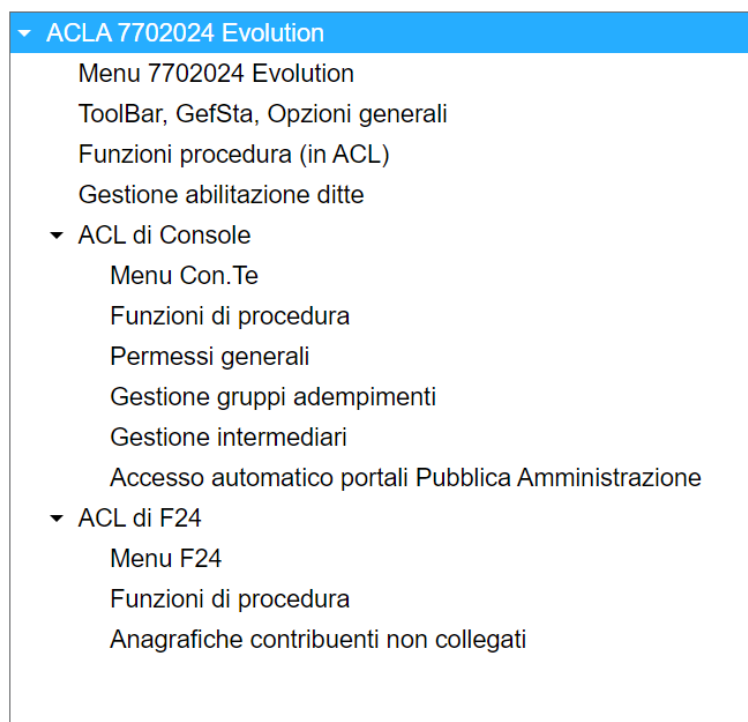 ACLA 7702024 Evolution
Menu 7702024 Evolution
ToolBar, GefSta, Opzioni generali
Funzioni procedura (in ACL)
Gestione abilitazione ditte
ACL di Console
Menu Con.Te
Funzioni di procedura
Permessi generali
Gestione gruppi adempimenti
Gestione intermediari
Accesso automatico portali Pubblica Amministrazione
ACL di F24
Menu F24
Funzioni di procedura
Anagrafiche contribuenti non collegati